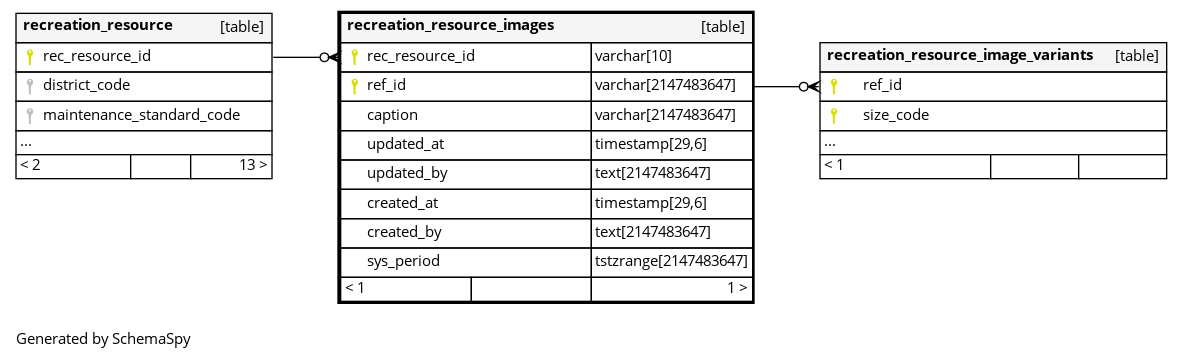 recreation_resource [table]
rec_resource_id
district_code
maintenance_standard_code
...
< 2 13 >
recreation_resource_images [table]
rec_resource_id varchar[10]
ref_id varchar[2147483647]
caption varchar[2147483647]
updated_at timestamp[29,6]
updated_by text[2147483647]
created_at timestamp[29,6]
created_by text[2147483647]
sys_period tstzrange[2147483647]
< 1 1 >
recreation_resource_image_variants [table]
ref_id
size_code
...
< 1
Generated by SchemaSpy